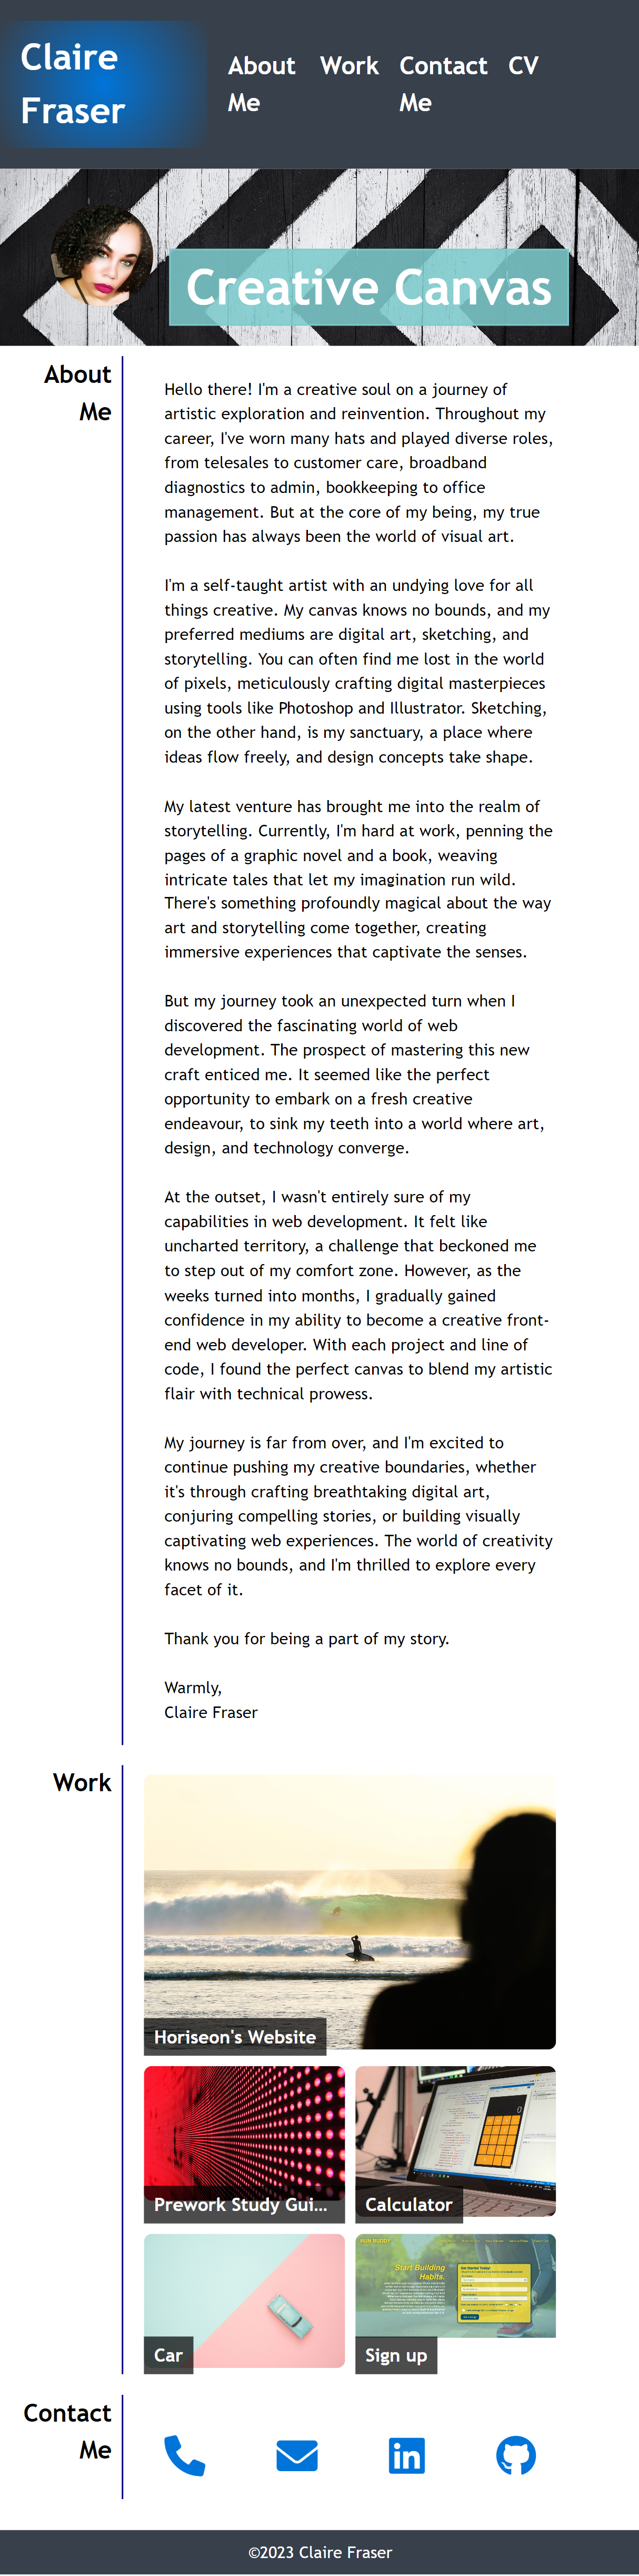 Claire
Fraser
About
Me
Work
Contact
Me
CV
Creative Canvas
About
Me
Hello there! I'm a creative soul on a journey of
artistic exploration and reinvention. Throughout my
career, I've worn many hats and played diverse roles,
from telesales to customer care, broadband
diagnostics to admin, bookkeeping to office
management. But at the core of my being, my true
passion has always been the world of visual art.
I'm a self-taught artist with an undying love for all
things creative. My canvas knows no bounds, and my
preferred mediums are digital art, sketching, and
storytelling. You can often find me lost in the world
of pixels, meticulously crafting digital masterpieces
using tools like Photoshop and Illustrator. Sketching,
on the other hand, is my sanctuary, a place where
ideas flow freely, and design concepts take shape.
My latest venture has brought me into the realm of
storytelling. Currently, I'm hard at work, penning the
pages of a graphic novel and a book, weaving
intricate tales that let my imagination run wild.
There's something profoundly magical about the way
art and storytelling come together, creating
immersive experiences that captivate the senses.
But my journey took an unexpected turn when I
discovered the fascinating world of web
development. The prospect of mastering this new
craft enticed me. It seemed like the perfect
opportunity to embark on a fresh creative
endeavour, to sink my teeth into a world where art,
design, and technology converge.
At the outset, I wasn't entirely sure of my
capabilities in web development. It felt like
uncharted territory, a challenge that beckoned me
to step out of my comfort zone. However, as the
weeks turned into months, I gradually gained
confidence in my ability to become a creative front-
end web developer. With each project and line of
code, I found the perfect canvas to blend my artistic
flair with technical prowess.
My journey is far from over, and I'm excited to
continue pushing my creative boundaries, whether
it's through crafting breathtaking digital art,
conjuring compelling stories, or building visually
captivating web experiences. The world of creativity
knows no bounds, and I'm thrilled to explore every
facet of it.
Thank you for being a part of my story.
Warmly,
Claire Fraser
Work
Horiseon's Website
Prework Study Gui...
Calculator
RUN BUDDY
Start Building
Habits.
Car
Sign up
Contact
Me
©2023 Claire Fraser